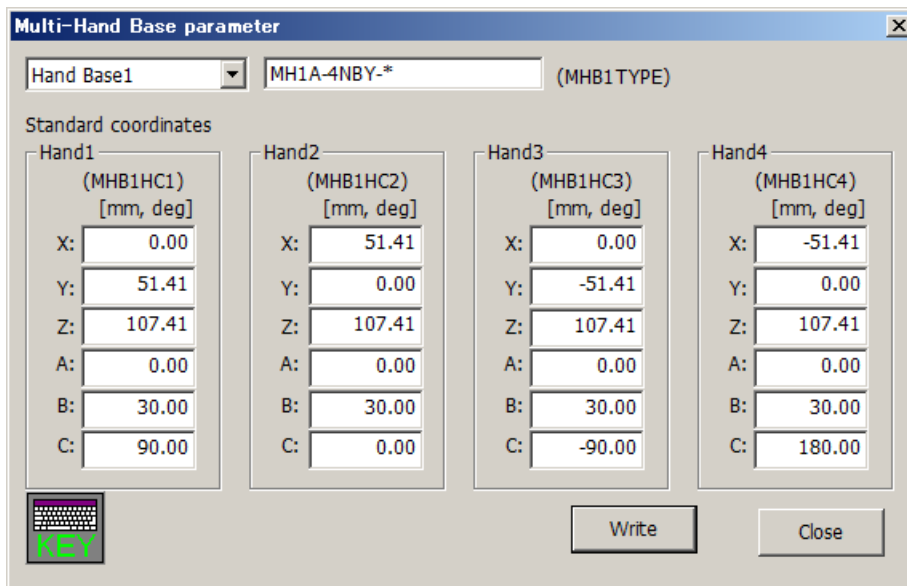 Multi-Hand Base parameter
Hand Base1 MH1A-4NBY-* (MHB1TYPE)
Standard coordinates
Hand1 Hand2 Hand3 Hand4
(MHB1HC1) (MHB1HC2) (MHB1HC3) (MHB1HC4)
[mm, deg] [mm, deg] [mm, deg] [mm, deg]
X: 0.00 X: 51.41 X: 0.00 X: -51.41
Y: 51.41 Y: 0.00 Y: -51.41 Y: 0.00
Z: 107.41 Z: 107.41 Z: 107.41 Z: 107.41
A: 0.00 A: 0.00 A: 0.00 A: 0.00
B: 30.00 B: 30.00 B: 30.00 B: 30.00
C: 90.00 C: 0.00 C: -90.00 C: 180.00
KEY Write Close